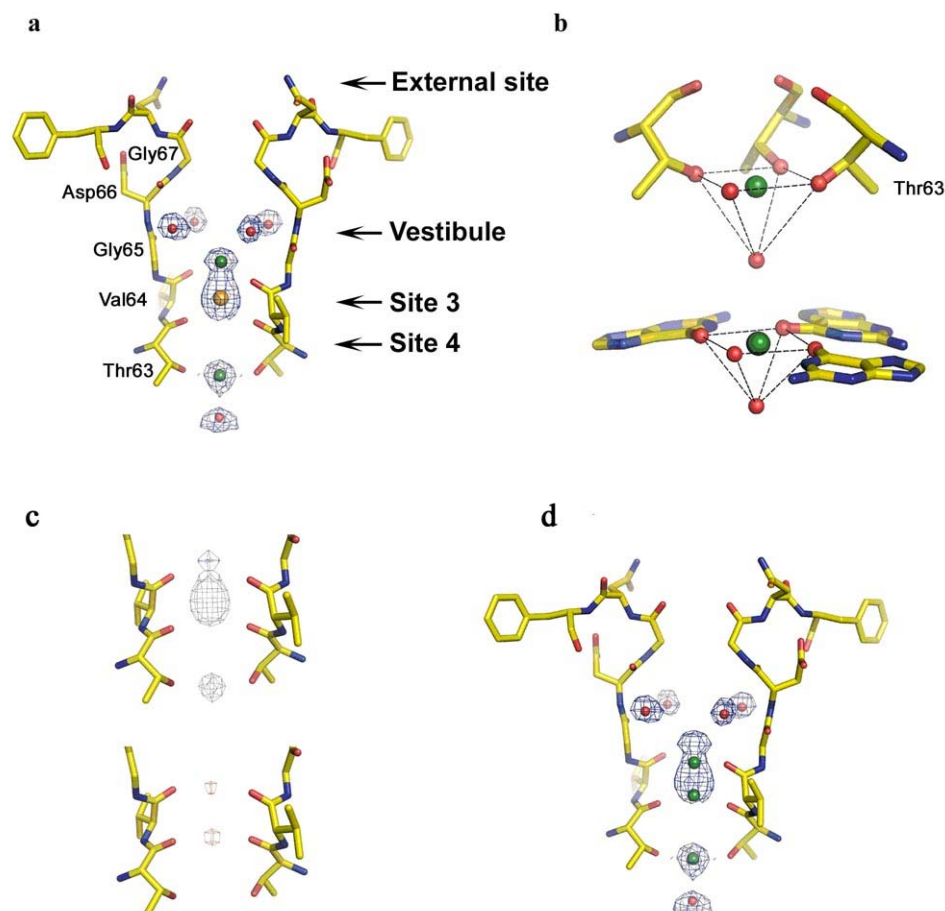 a
External site
Gly67
Asp66
Vestibule
Gly65
Val64
Site 3
Site 4
Thr63
b
Thr63
c
d